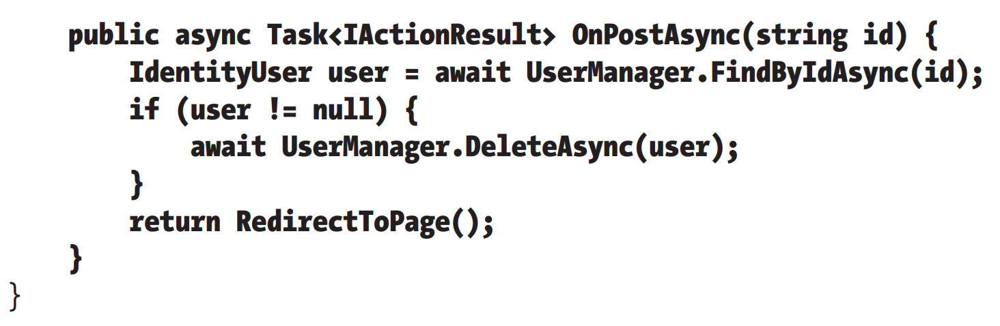 public async Task<IActionResult> OnPostAsync(string id) {
IdentityUser user = await UserManager.FindByIdAsync(id);
if (user != null) {
await UserManager.DeleteAsync(user);
}
return RedirectToPage();
}
}